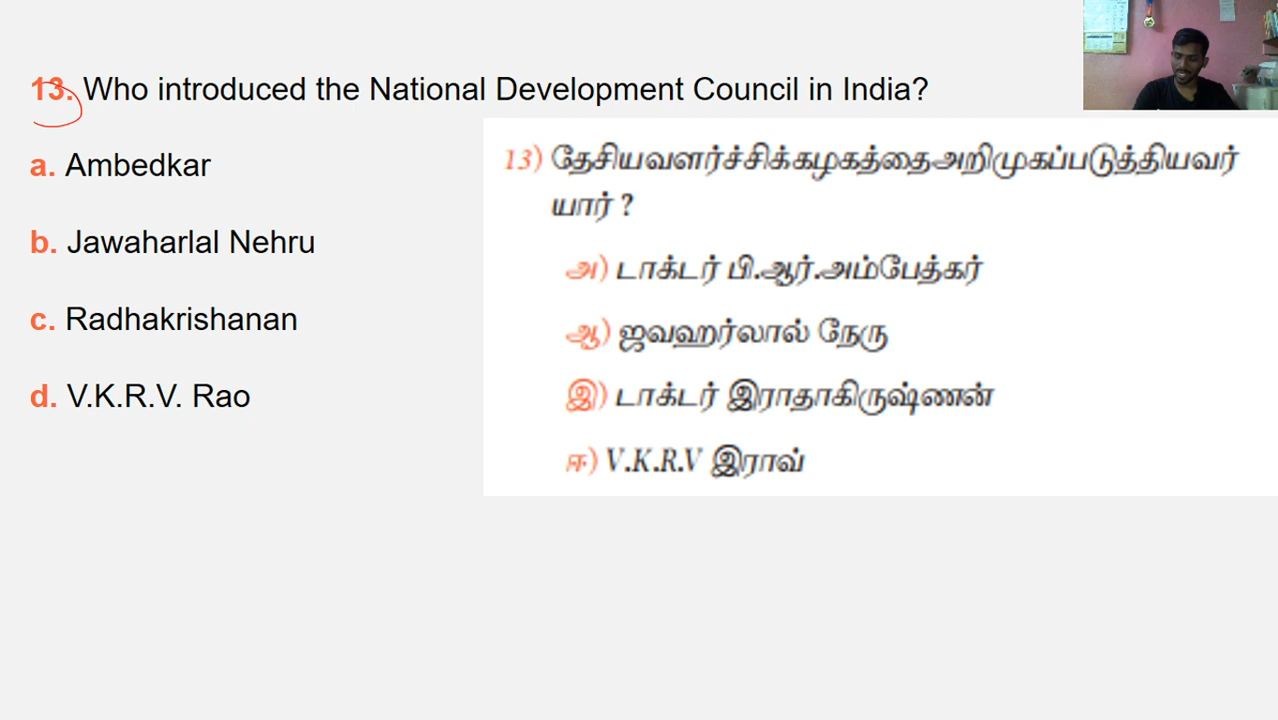 13. Who introduced the National Development Council in India?
a. Ambedkar
b. Jawaharlal Nehru
c. Radhakrishanan
d. V.K.R.V. Rao
13) தேசியவளர்ச்சிக்கழகத்தைஅறிமுகப்படுத்தியவர்
யார் ?
அ) டாக்டர் பி.ஆர்.அம்பேத்கர்
ஆ) ஜவஹர்லால் நேரு
இ) டாக்டர் இராதாகிருஷ்ணன்
ஈ) V.K.R.V இராவ்